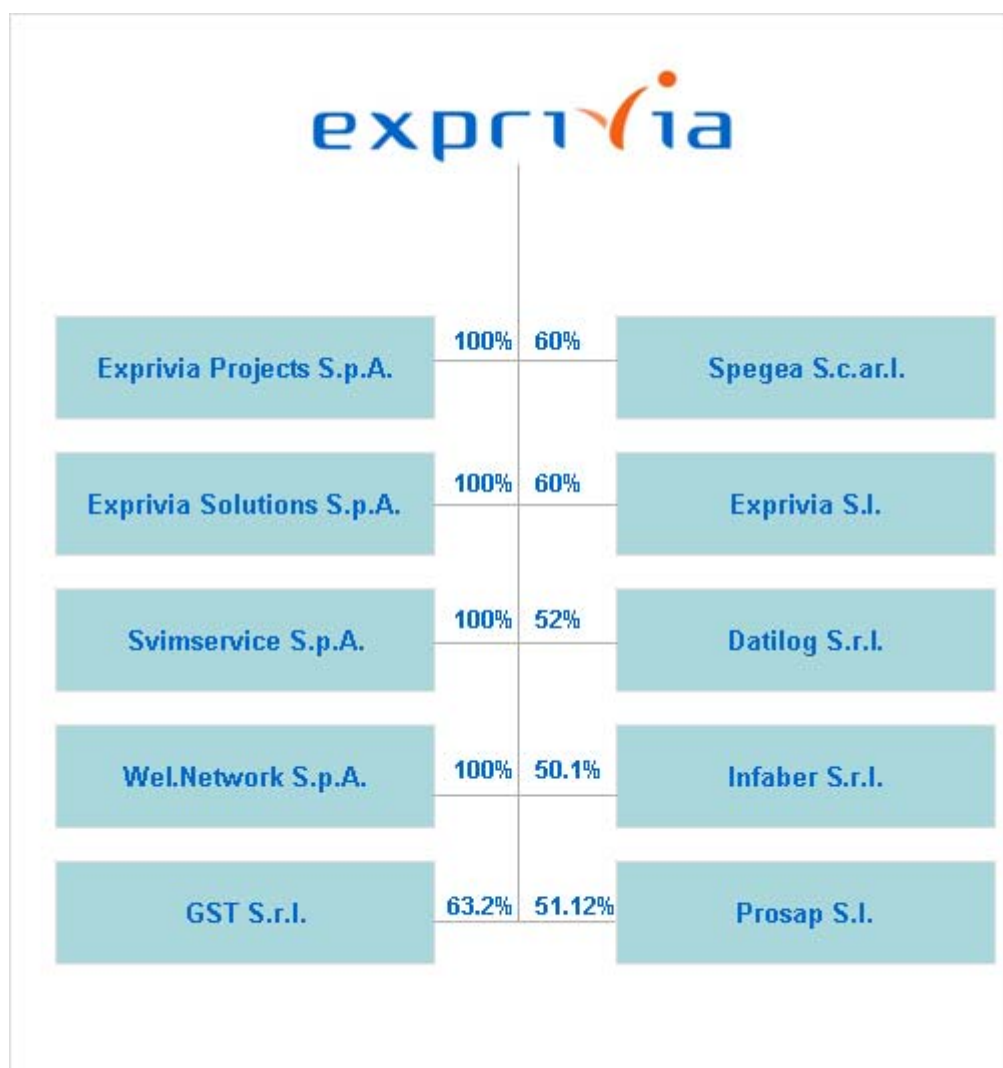 exprivia
Exprivia Projects S.p.A.
100%
60%
Spegea S.c.ar.l.
Exprivia Solutions S.p.A.
100%
60%
Exprivia S.l.
Svimservice S.p.A.
100%
52%
Datilog S.r.l.
Wel.Network S.p.A.
100%
50.1%
Infaber S.r.l.
GST S.r.l.
63.2%
51.12%
Prosap S.l.